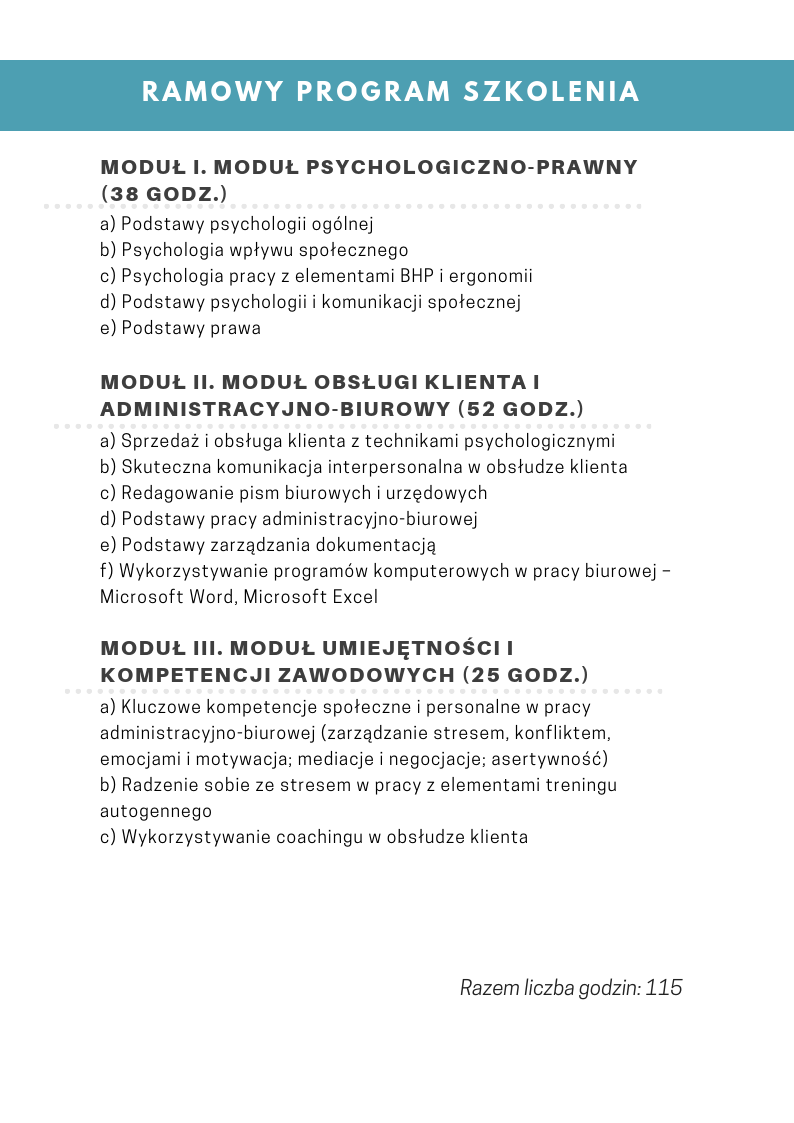 RAMOWY PROGRAM SZKOLENIA
MODUŁ I. MODUŁ PSYCHOLOGICZNO-PRAWNY
(38 GODZ.)
a) Podstawy psychologii ogólnej
b) Psychologia wpływu społecznego
c) Psychologia pracy z elementami BHP i ergonomii
d) Podstawy psychologii i komunikacji społecznej
e) Podstawy prawa
MODUŁ II. MODUŁ OBSŁUGI KLIENTA I
ADMINISTRACYJNO-BIUROWY (52 GODZ.)
a) Sprzedaż i obsługa klienta z technikami psychologicznymi
b) Skuteczna komunikacja interpersonalna w obsłudze klienta
c) Redagowanie pism biurowych i urzędowych
d) Podstawy pracy administracyjno-biurowej
e) Podstawy zarządzania dokumentacją
f) Wykorzystywanie programów komputerowych w pracy biurowej –
Microsoft Word, Microsoft Excel
MODUŁ III. MODUŁ UMIEJĘTNOŚCI I
KOMPETENCJI ZAWODOWYCH (25 GODZ.)
a) Kluczowe kompetencje społeczne i personalne w pracy
administracyjno-biurowej (zarządzanie stresem, konfliktem,
emocjami i motywacja; mediacje i negocjacje; asertywność)
b) Radzenie sobie ze stresem w pracy z elementami treningu
autogennego
c) Wykorzystywanie coachingu w obsłudze klienta
Razem liczba godzin: 115